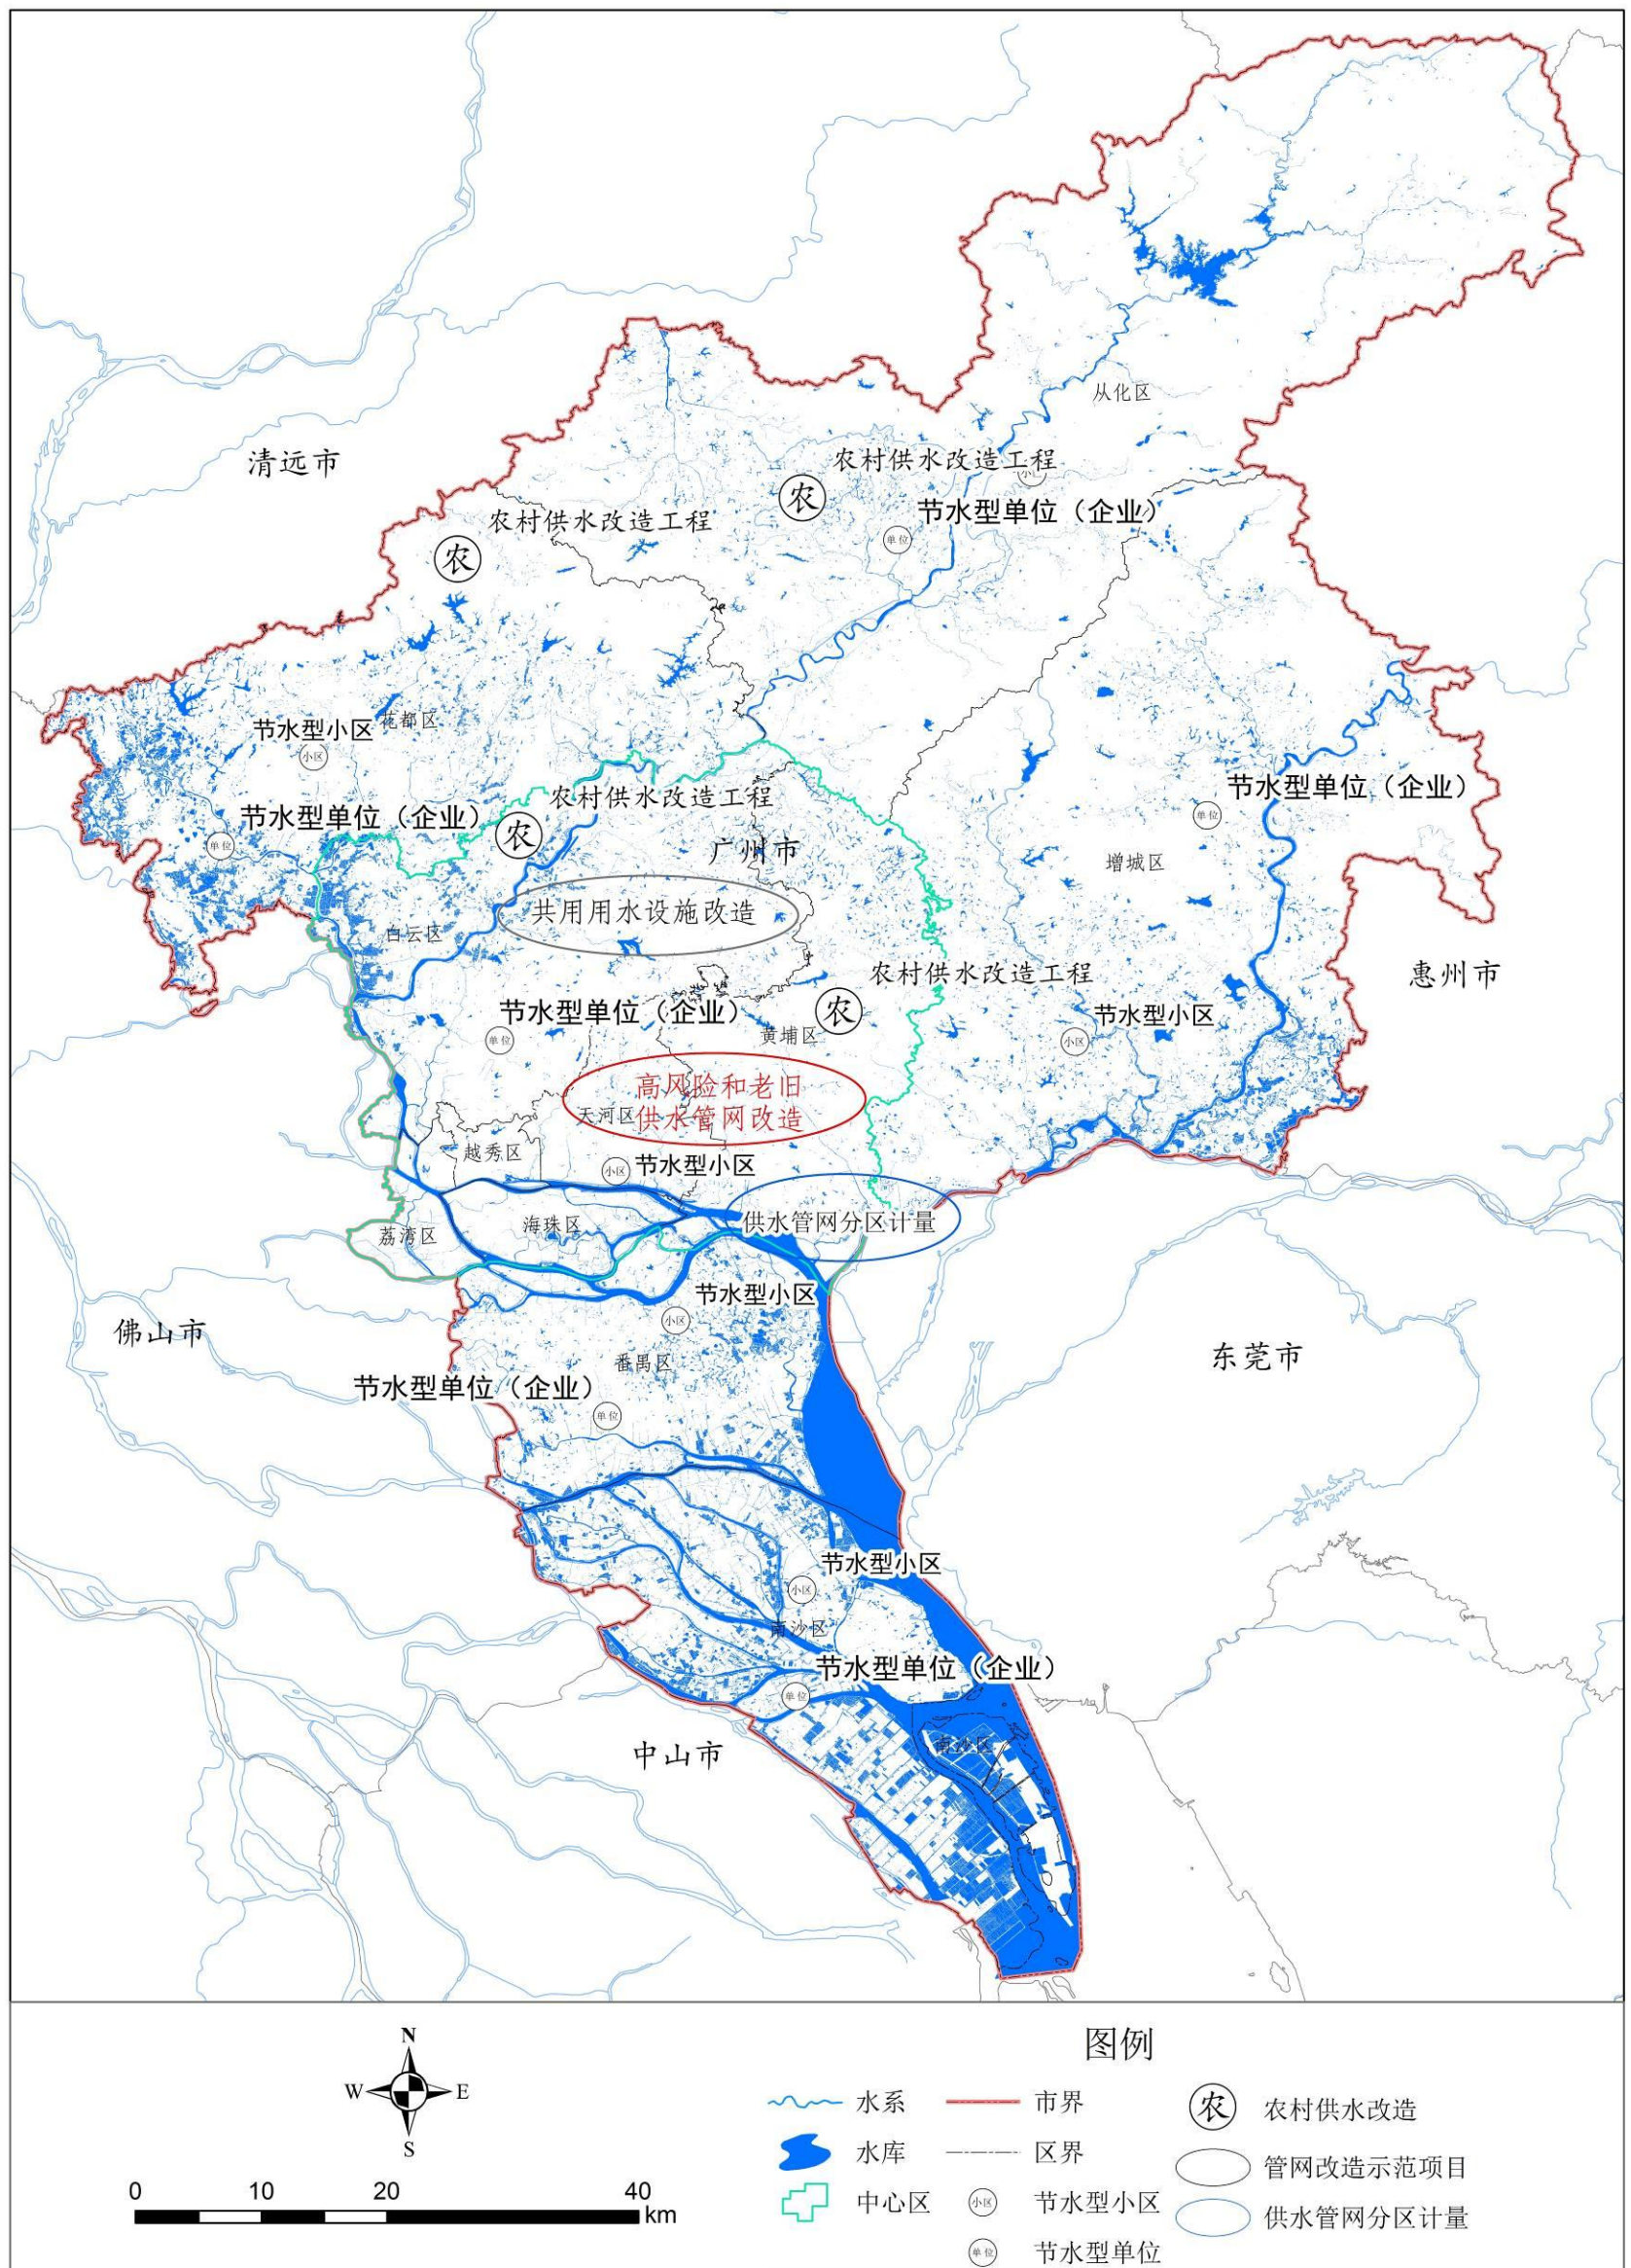 从化区
清远市
农村供水改造工程
小区
农
节水型单位（企业）
农村供水改造工程
单位
农
花都区
节水型小区
小区
节水型单位（企业）
单位
农村供水改造工程
农
广州市
节水型单位（企业）
单位
增城区
共用用水设施改造
白云区
农村供水改造工程
惠州市
农
节水型单位（企业）
单位
黄埔区
节水型小区
小区
高风险和老旧
供水管网改造
天河区
越秀区
小区
节水型小区
荔湾区
海珠区
供水管网分区计量
节水型小区
小区
佛山市
东莞市
番禺区
节水型单位（企业）
单位
节水型小区
小区
南沙区
节水型单位（企业）
单位
中山市
南沙区
图例
N
W
E
S
0 10 20 40
km
水系
市界
农
农村供水改造
水库
区界
管网改造示范项目
中心区
小区
节水型小区
供水管网分区计量
单位
节水型单位